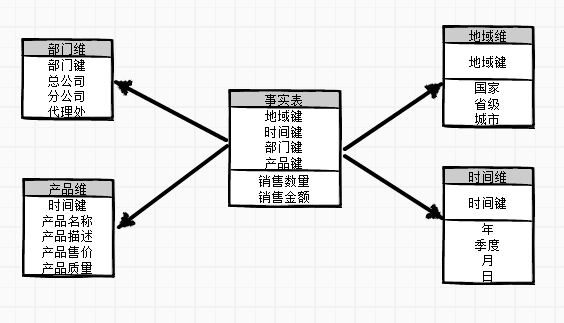 部门维
部门键
总公司
分公司
代理处
产品维
时间键
产品名称
产品描述
产品售价
产品质量
事实表
地域键
时间键
部门键
产品键
销售数量
销售金额
地域维
地域键
国家
省级
城市
时间维
时间键
年
季度
月
日